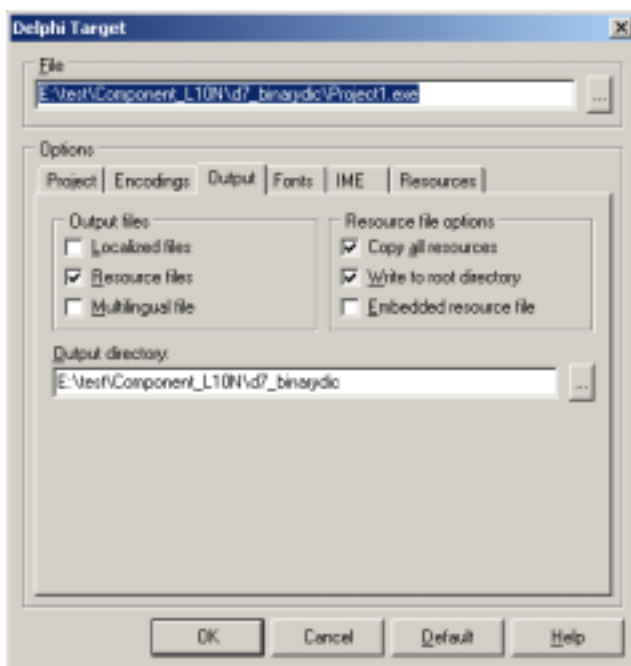 Delphi Target
File
E:\test\Component_L10N\d7_binarydic\Project1.exe
...
Options
Project Encodings Output Fonts IME Resources
Output files
Localized files
Resource files
Multilingual file
Resource file options
Copy all resources
Write to root directory
Embedded resource file
Output directory:
E:\test\Component_L10N\d7_binarydic
...
OK Cancel Default Help